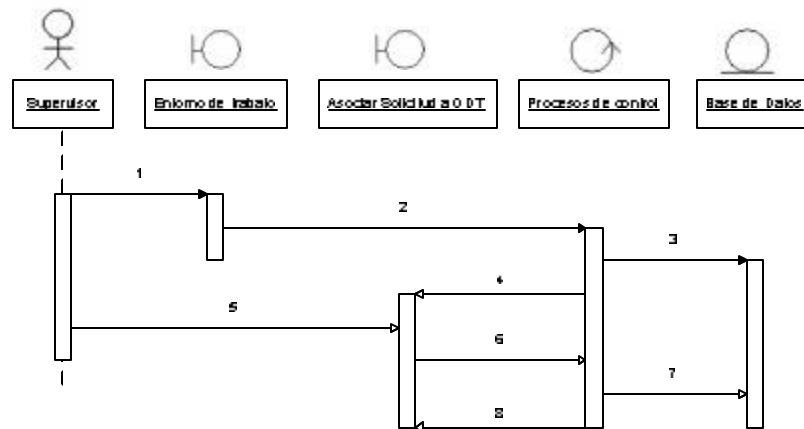 Supervisor
Entorno de trabajo
Asociar Solicitud a ODT
Procesos de control
Base de Datos
1
2
3
4
5
6
7
8